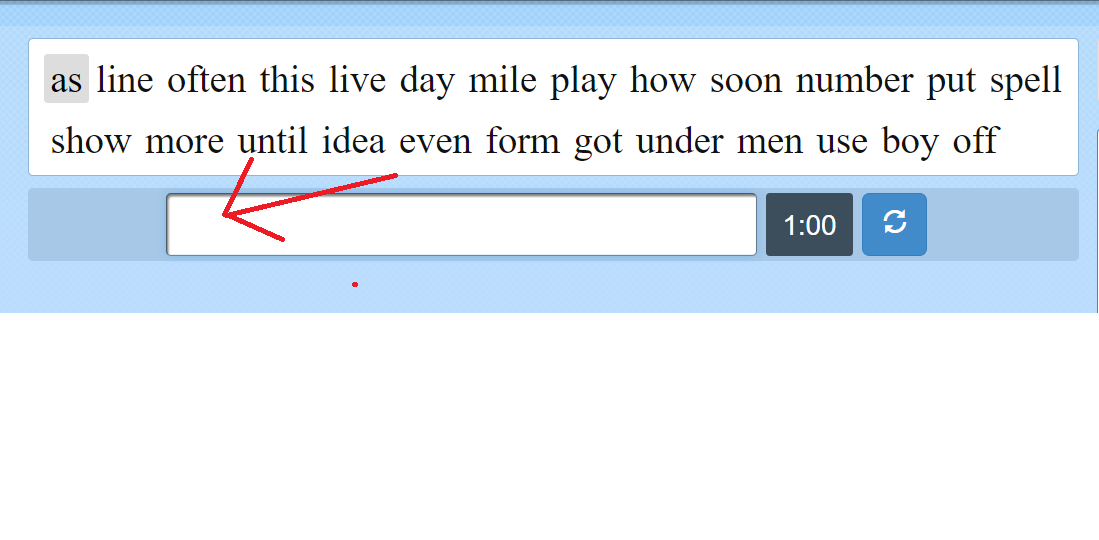 as line often this live day mile play how soon number put spell
show more until idea even form got under men use boy off
1:00